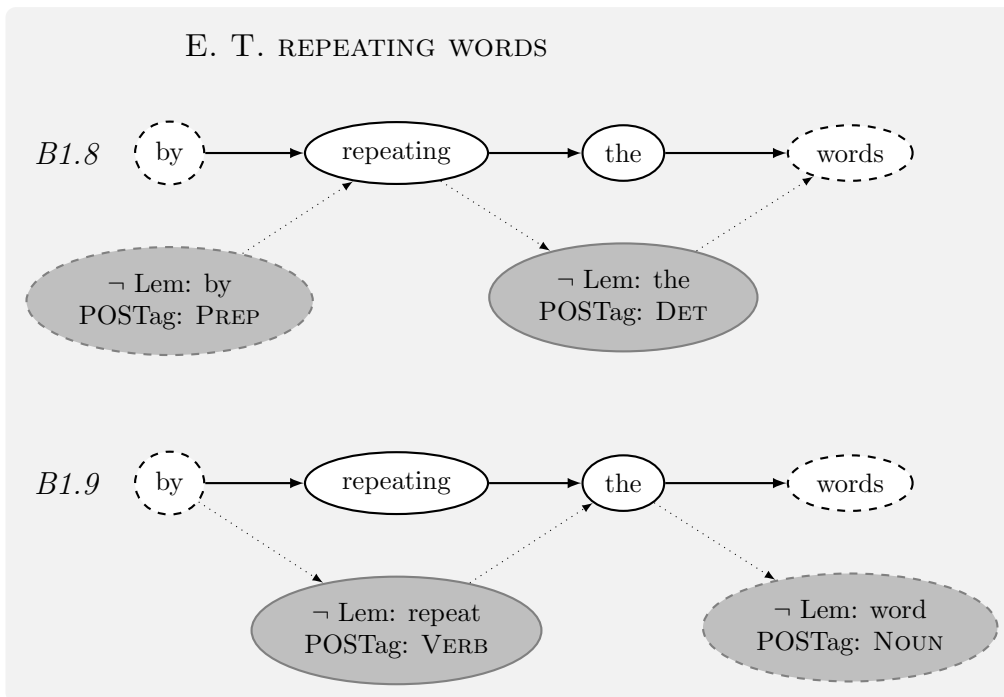 E. T. REPEATING WORDS
B1.8 by repeating the words
¬ Lem: by
POSTag: PREP
¬ Lem: the
POSTag: DET
B1.9 by repeating the words
¬ Lem: repeat
POSTag: VERB
¬ Lem: word
POSTag: NOUN